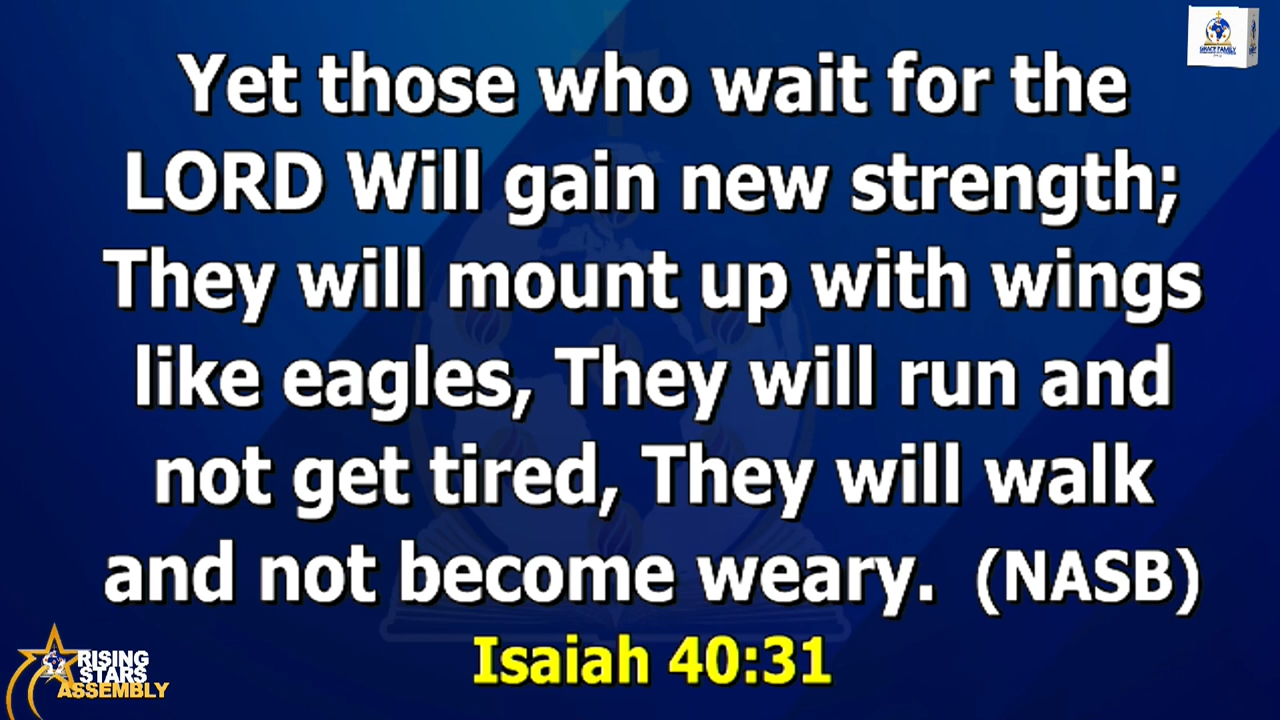 Yet those who wait for the
LORD Will gain new strength;
They will mount up with wings
like eagles, They will run and
not get tired, They will walk
and not become weary. (NASB)
Isaiah 40:31
RISING
STARS
ASSEMBLY
GRACE FAMILY